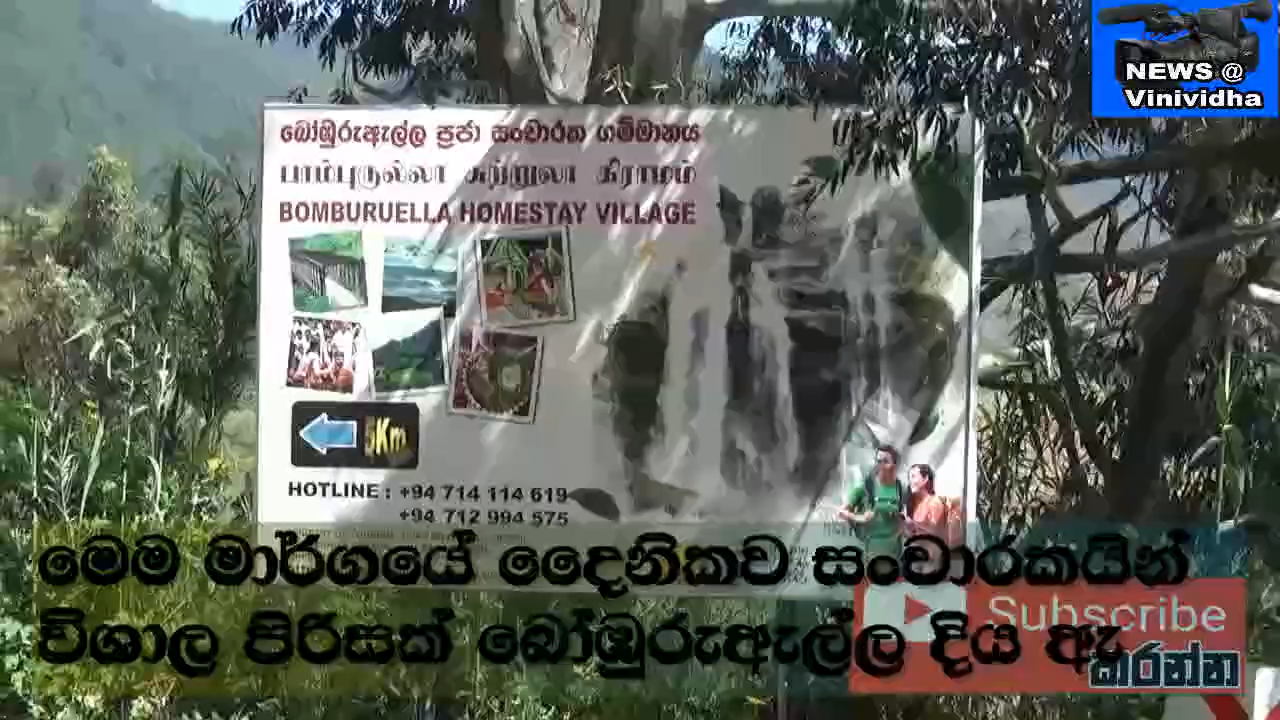 NEWS @
Vinividha
බෝඹුරුඇල්ල ප්‍රජා සංචාරක ගම්මානය
பாம்புருல்லா சுற்றுலா கிராமம்
BOMBURUELLA HOMESTAY VILLAGE
5Km
HOTLINE : +94 714 114 619
+94 712 994 575
මෙම මාර්ගයේ දෛනිකව සංචාරකයින්
විශාල පිරිසක් බෝඹුරුඇල්ල දිය ඇ
Subscribe
කරන්න